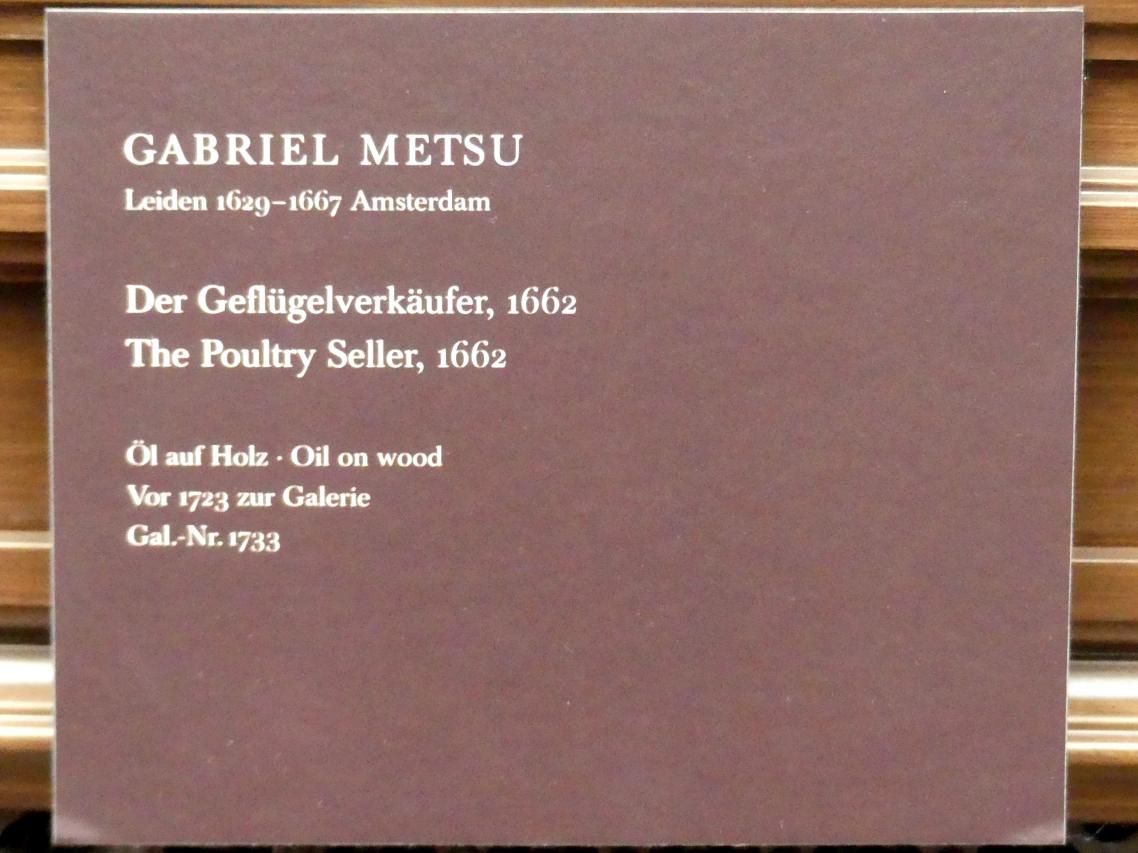 GABRIEL METSU
Leiden 1629–1667 Amsterdam
Der Geflügelverkäufer, 1662
The Poultry Seller, 1662
Öl auf Holz · Oil on wood
Vor 1723 zur Galerie
Gal.-Nr. 1733